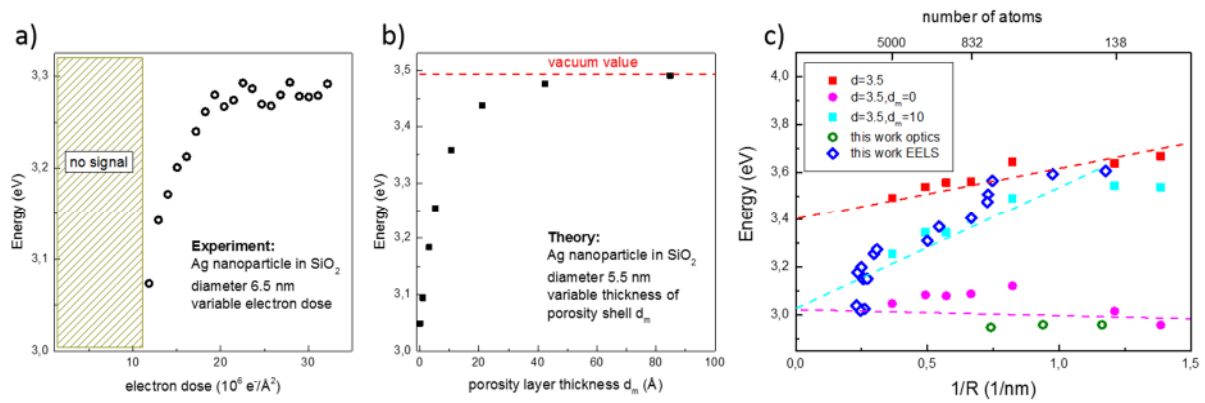 a)
3,3
3,2
3,1
3,0
Energy (eV)
no signal
Experiment:
Ag nanoparticle in SiO2
diameter 6.5 nm
variable electron dose
0
10
20
30
electron dose (10^6 e-/Å^2)
b)
vacuum value
3,5
3,4
3,3
3,2
3,1
3,0
Energy (eV)
Theory:
Ag nanoparticle in SiO2
diameter 5.5 nm
variable thickness of
porosity shell dm
0
20
40
60
80
100
porosity layer thickness dm (Å)
c)
number of atoms
5000
832
138
4,0
3,8
3,6
3,4
3,2
3,0
2,8
Energy (eV)
d=3.5
d=3.5,dm=0
d=3.5,dm=10
this work optics
this work EELS
0,0
0,5
1,0
1,5
1/R (1/nm)